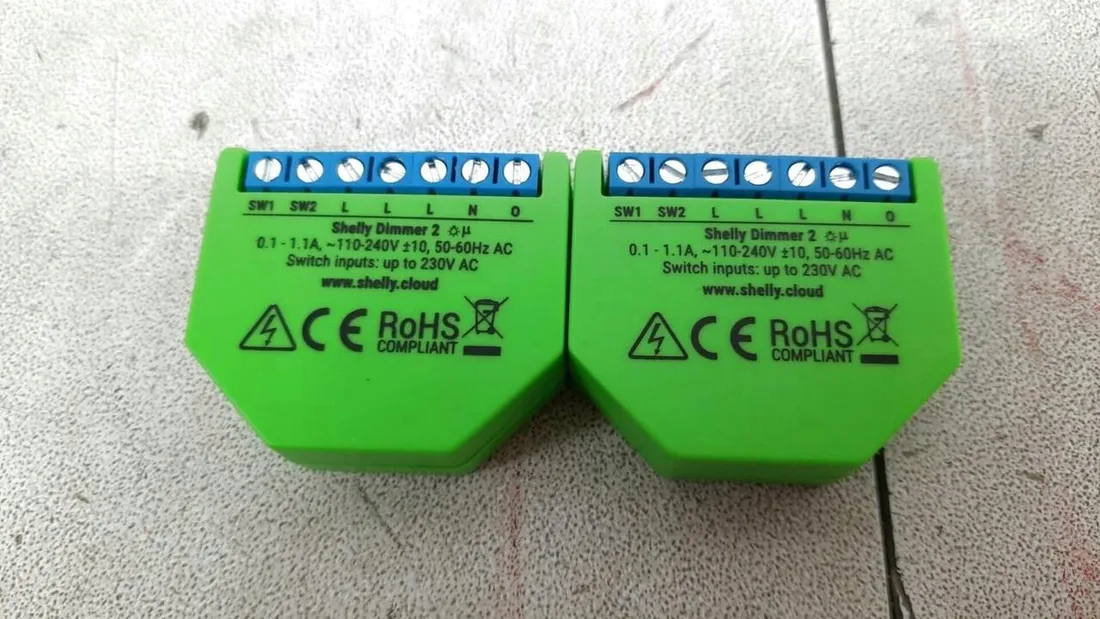 SW1 SW2 L L L N O
Shelly Dimmer 2 🔅µ
0.1 - 1.1A, ~110-240V ±10, 50-60Hz AC
Switch inputs: up to 230V AC
www.shelly.cloud
CE RoHS
COMPLIANT
SW1 SW2 L L L N O
Shelly Dimmer 2 🔅µ
0.1 - 1.1A, ~110-240V ±10, 50-60Hz AC
Switch inputs: up to 230V AC
www.shelly.cloud
CE RoHS
COMPLIANT